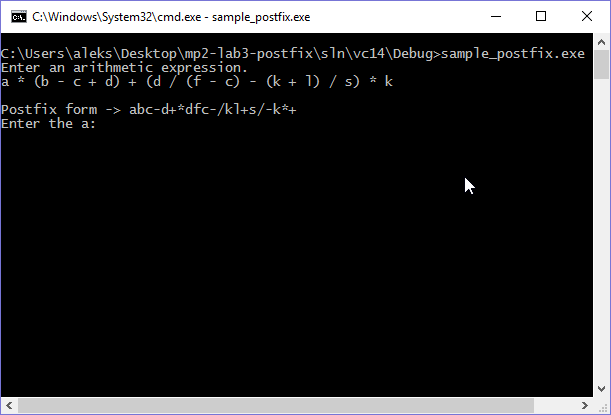 C:\Windows\System32\cmd.exe - sample_postfix.exe
C:\Users\aleks\Desktop\mp2-lab3-postfix\sln\vc14\Debug>sample_postfix.exe
Enter an arithmetic expression.
a * (b - c + d) + (d / (f - c) - (k + l) / s) * k
Postfix form -> abc-d+*dfc-/kl+s/-k*+
Enter the a: